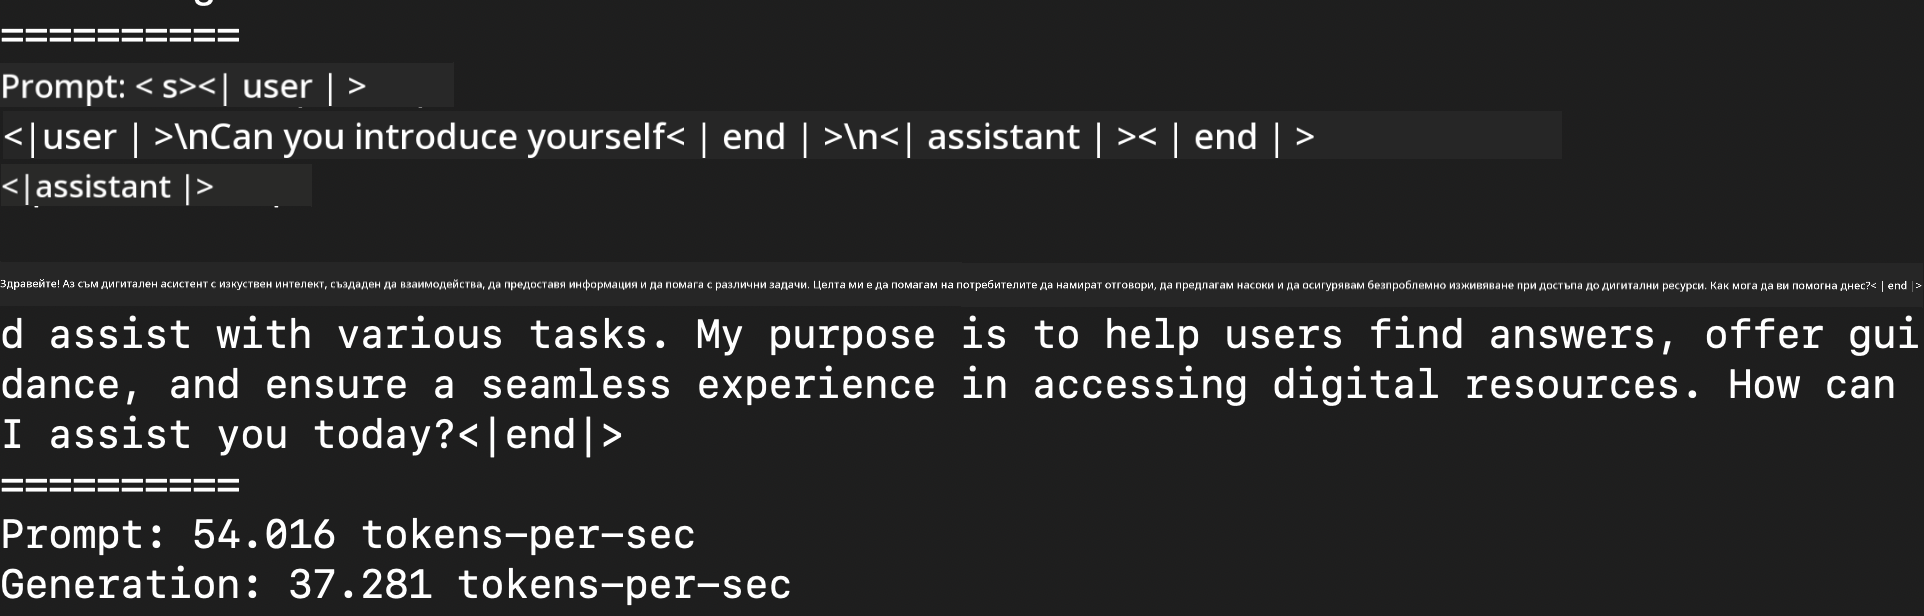 ==========
Prompt: < s><| user | >
<|user | >\nCan you introduce yourself< | end | >\n<| assistant | >< | end | >
<|assistant |>
Здравейте! Аз съм дигитален асистент с изкуствен интелект, създаден да взаимодейства, да предоставя информация и да помага с различни задачи. Целта ми е да помагам на потребителите да намират отговори, да предлагам насоки и да осигурявам безпроблемно изживяване при достъпа до дигитални ресурси. Как мога да ви помогна днес?< | end |>
d assist with various tasks. My purpose is to help users find answers, offer gui
dance, and ensure a seamless experience in accessing digital resources. How can
I assist you today?<|end|>
==========
Prompt: 54.016 tokens-per-sec
Generation: 37.281 tokens-per-sec